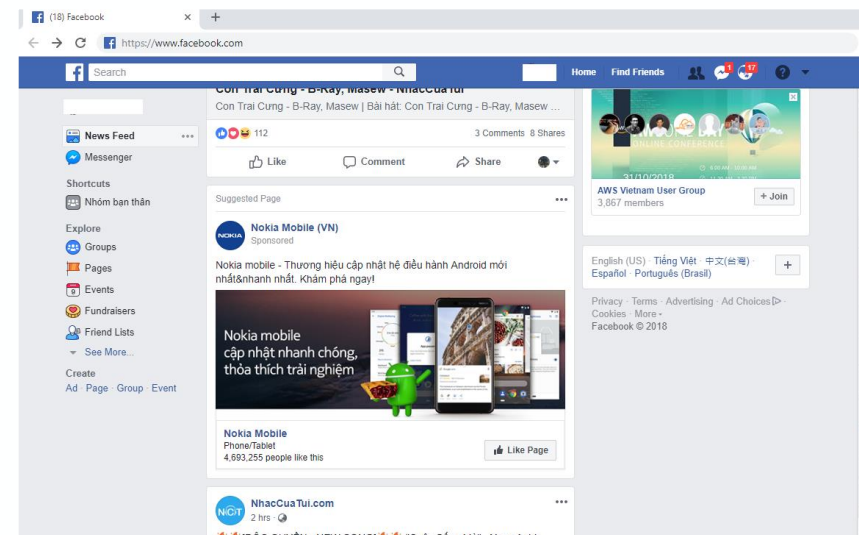 (18) Facebook
https://www.facebook.com
Search
Home
Find Friends
1
17
News Feed
Messenger
Shortcuts
Nhóm bạn thân
Explore
Groups
Pages
Events
Fundraisers
Friend Lists
See More...
Create
Ad · Page · Group · Event
Con Trai Cưng - B-Ray, Masew - NhacCuaTui
Con Trai Cưng - B-Ray, Masew | Bài hát: Con Trai Cưng - B-Ray, Masew ...
112
3 Comments 8 Shares
Like
Comment
Share
Suggested Page
NOKIA
Nokia Mobile (VN)
Sponsored
Nokia mobile - Thương hiệu cập nhật hệ điều hành Android mới
nhất&nhanh nhất. Khám phá ngay!
Nokia mobile
cập nhật nhanh chóng,
thỏa thích trải nghiệm
Nokia Mobile
Phone/Tablet
4,693,255 people like this
Like Page
NCT
NhacCuaTui.com
2 hrs ·
ONLINE CONFERENCE
31/10/2018
AWS Vietnam User Group
3,867 members
+ Join
English (US) · Tiếng Việt · 中文(台灣) ·
Español · Português (Brasil)
Privacy · Terms · Advertising · Ad Choices ·
Cookies · More
Facebook © 2018